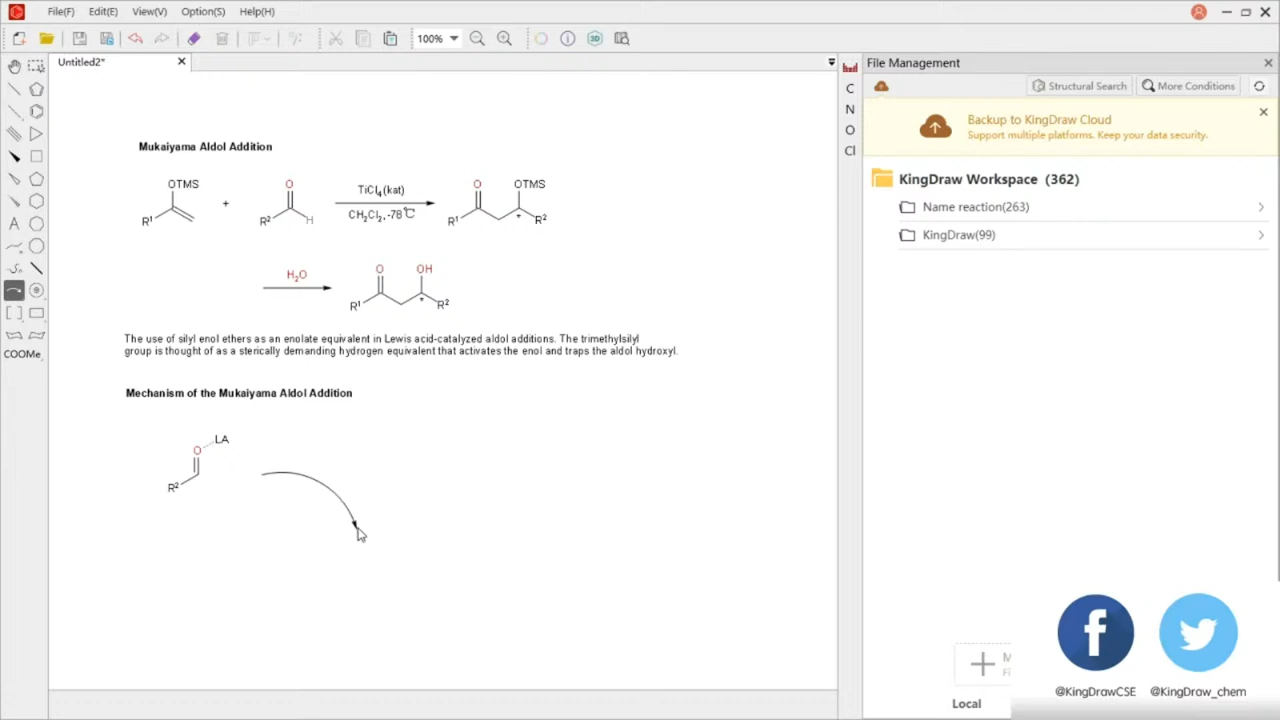 File(F) Edit(E) View(V) Option(S) Help(H)
100%
Untitled2*
File Management
Structural Search
More Conditions
Backup to KingDraw Cloud
Support multiple platforms. Keep your data security.
KingDraw Workspace (362)
Name reaction(263)
KingDraw(99)
C
N
O
Cl
A
COOMe
Mukaiyama Aldol Addition
OTMS
R¹
+
O
R²
H
TiCl₄(kat)
CH₂Cl₂,-78℃
O
OTMS
R¹
*
R²
H₂O
O
OH
R¹
*
R²
The use of silyl enol ethers as an enolate equivalent in Lewis acid-catalyzed aldol additions. The trimethylsilyl
group is thought of as a sterically demanding hydrogen equivalent that activates the enol and traps the aldol hydroxyl.
Mechanism of the Mukaiyama Aldol Addition
LA
O
R²
Local
@KingDrawCSE
@KingDraw_chem